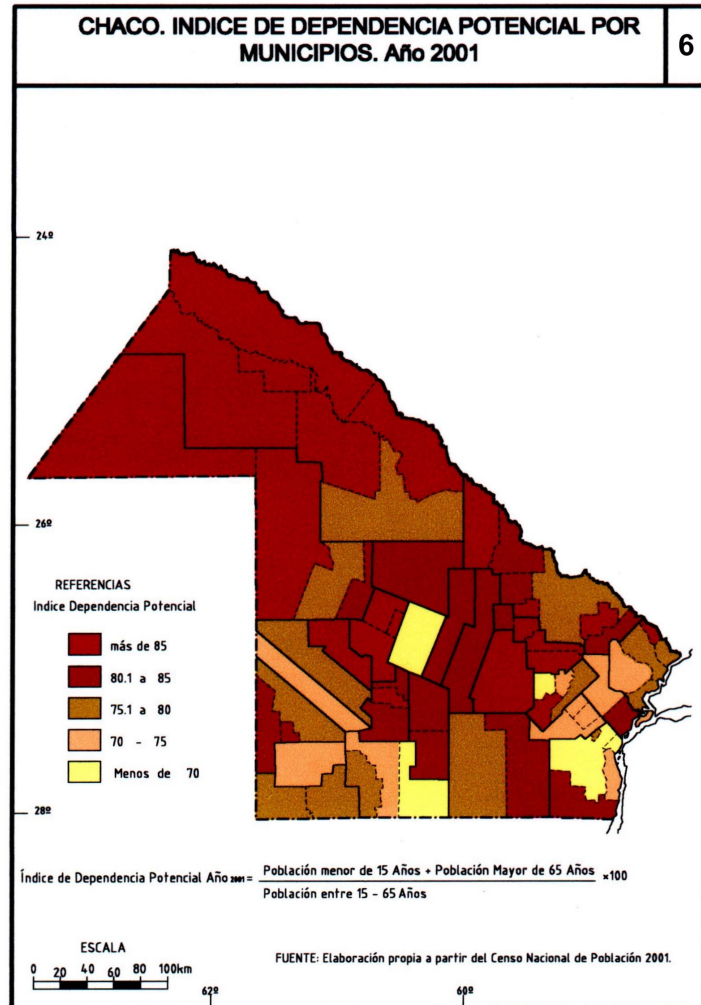 CHACO. INDICE DE DEPENDENCIA POTENCIAL POR
MUNICIPIOS. Año 2001
6
24º
26º
REFERENCIAS
Indice Dependencia Potencial
más de 85
80.1 a 85
75.1 a 80
70 - 75
Menos de 70
28º
Índice de Dependencia Potencial Año 2001 = Población menor de 15 Años + Población Mayor de 65 Años x100
Población entre 15 - 65 Años
ESCALA
0 20 40 60 80 100km
FUENTE: Elaboración propia a partir del Censo Nacional de Población 2001.
62º 60º